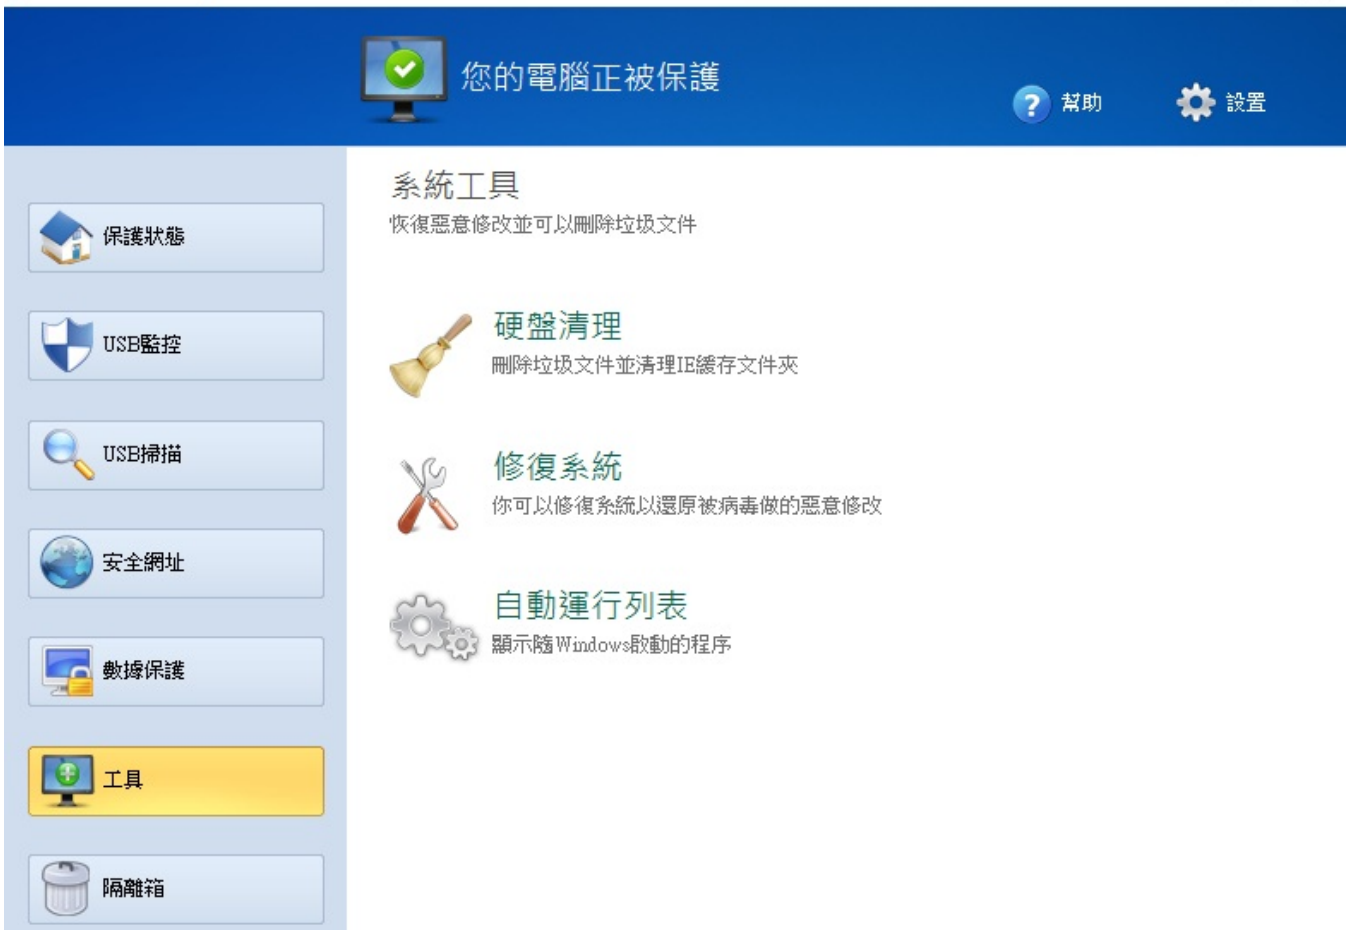 您的電腦正被保護
幫助
設置
系統工具
恢復惡意修改並可以刪除垃圾文件
保護狀態
USB監控
USB掃描
安全網址
數據保護
工具
隔離箱
硬盤清理
刪除垃圾文件並清理IE緩存文件夾
修復系統
你可以修復系統以還原被病毒做的惡意修改
自動運行列表
顯示隨Windows啟動的程序